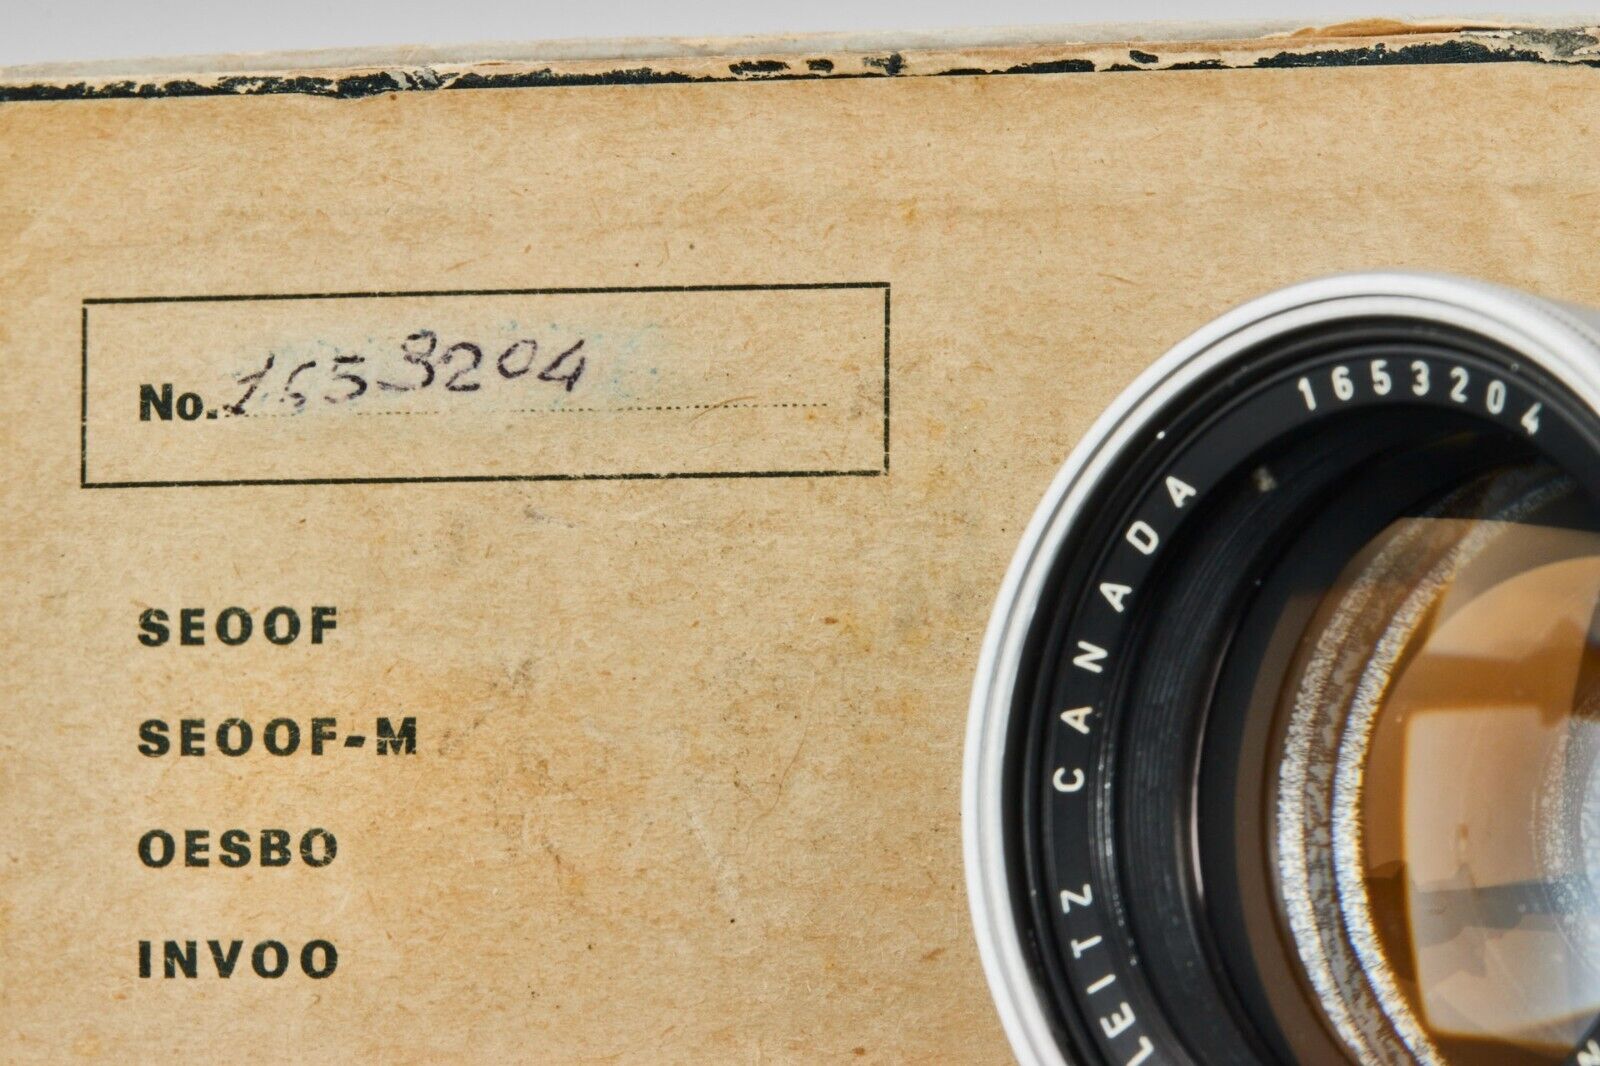 No. 1653204
SEOOF
SEOOF-M
OESBO
INVOO
LEITZ CANADA 1653204